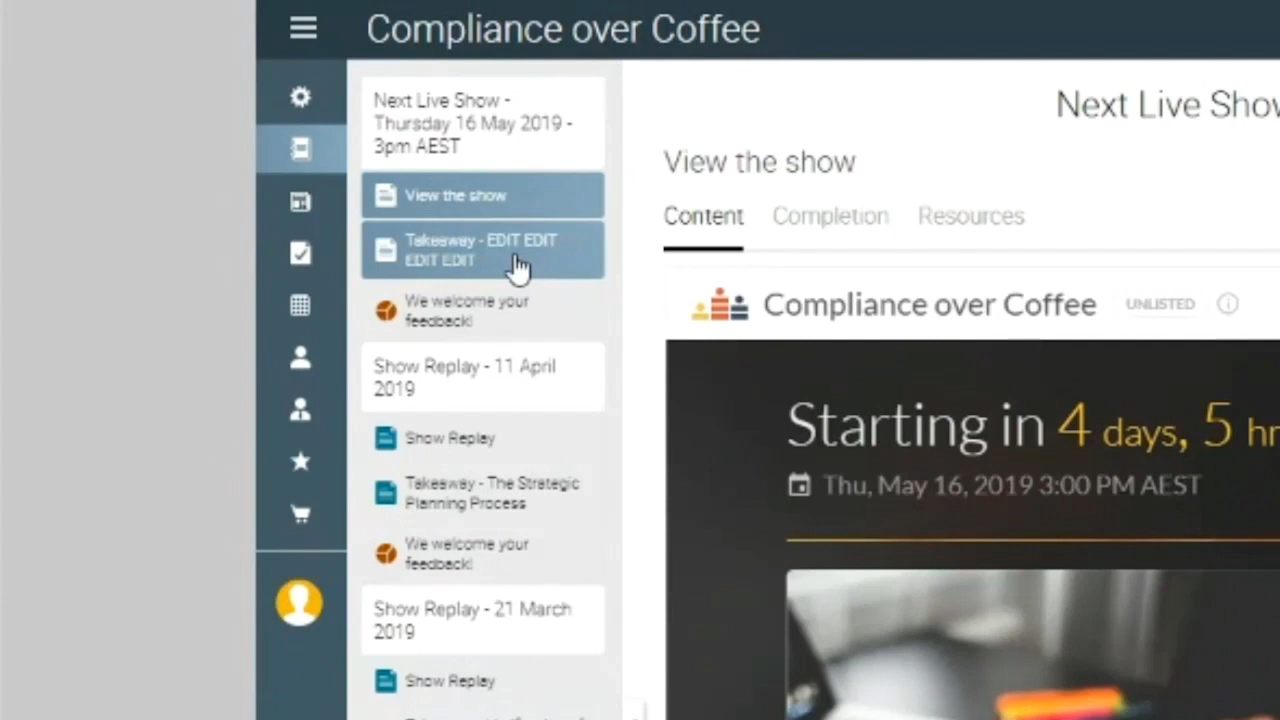 Compliance over Coffee
Next Live Show -
Thursday 16 May 2019 -
3pm AEST
View the show
Takeaway - EDIT EDIT
EDIT EDIT
We welcome your
feedback!
Show Replay - 11 April
2019
Show Replay
Takeaway - The Strategic
Planning Process
We welcome your
feedback!
Show Replay - 21 March
2019
Show Replay
Next Live Show
View the show
Content Completion Resources
Compliance over Coffee UNLISTED
Starting in 4 days, 5 hr
Thu, May 16, 2019 3:00 PM AEST